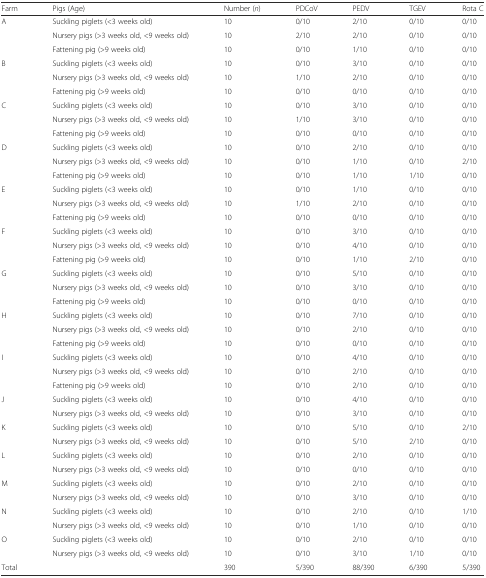 Farm Pigs (Age) Number (n) PDCoV PEDV TGEV Rota C
A Suckling piglets (<3 weeks old) 10 0/10 2/10 0/10 0/10
Nursery pigs (>3 weeks old, <9 weeks old) 10 2/10 2/10 0/10 0/10
Fattening pig (>9 weeks old) 10 0/10 1/10 0/10 0/10
B Suckling piglets (<3 weeks old) 10 0/10 3/10 0/10 0/10
Nursery pigs (>3 weeks old, <9 weeks old) 10 1/10 2/10 0/10 0/10
Fattening pig (>9 weeks old) 10 0/10 0/10 0/10 0/10
C Suckling piglets (<3 weeks old) 10 0/10 3/10 0/10 0/10
Nursery pigs (>3 weeks old, <9 weeks old) 10 1/10 3/10 0/10 0/10
Fattening pig (>9 weeks old) 10 0/10 0/10 0/10 0/10
D Suckling piglets (<3 weeks old) 10 0/10 2/10 0/10 0/10
Nursery pigs (>3 weeks old, <9 weeks old) 10 0/10 1/10 0/10 2/10
Fattening pig (>9 weeks old) 10 0/10 1/10 1/10 0/10
E Suckling piglets (<3 weeks old) 10 0/10 1/10 0/10 0/10
Nursery pigs (>3 weeks old, <9 weeks old) 10 1/10 2/10 0/10 0/10
Fattening pig (>9 weeks old) 10 0/10 0/10 0/10 0/10
F Suckling piglets (<3 weeks old) 10 0/10 3/10 0/10 0/10
Nursery pigs (>3 weeks old, <9 weeks old) 10 0/10 4/10 0/10 0/10
Fattening pig (>9 weeks old) 10 0/10 1/10 2/10 0/10
G Suckling piglets (<3 weeks old) 10 0/10 5/10 0/10 0/10
Nursery pigs (>3 weeks old, <9 weeks old) 10 0/10 3/10 0/10 0/10
Fattening pig (>9 weeks old) 10 0/10 0/10 0/10 0/10
H Suckling piglets (<3 weeks old) 10 0/10 7/10 0/10 0/10
Nursery pigs (>3 weeks old, <9 weeks old) 10 0/10 2/10 0/10 0/10
Fattening pig (>9 weeks old) 10 0/10 0/10 0/10 0/10
I Suckling piglets (<3 weeks old) 10 0/10 4/10 0/10 0/10
Nursery pigs (>3 weeks old, <9 weeks old) 10 0/10 2/10 0/10 0/10
Fattening pig (>9 weeks old) 10 0/10 2/10 0/10 0/10
J Suckling piglets (<3 weeks old) 10 0/10 4/10 0/10 0/10
Nursery pigs (>3 weeks old, <9 weeks old) 10 0/10 3/10 0/10 0/10
K Suckling piglets (<3 weeks old) 10 0/10 5/10 0/10 2/10
Nursery pigs (>3 weeks old, <9 weeks old) 10 0/10 5/10 2/10 0/10
L Suckling piglets (<3 weeks old) 10 0/10 2/10 0/10 0/10
Nursery pigs (>3 weeks old, <9 weeks old) 10 0/10 0/10 0/10 0/10
M Suckling piglets (<3 weeks old) 10 0/10 2/10 0/10 0/10
Nursery pigs (>3 weeks old, <9 weeks old) 10 0/10 3/10 0/10 0/10
N Suckling piglets (<3 weeks old) 10 0/10 2/10 0/10 1/10
Nursery pigs (>3 weeks old, <9 weeks old) 10 0/10 1/10 0/10 0/10
O Suckling piglets (<3 weeks old) 10 0/10 2/10 0/10 0/10
Nursery pigs (>3 weeks old, <9 weeks old) 10 0/10 3/10 1/10 0/10
Total 390 5/390 88/390 6/390 5/390